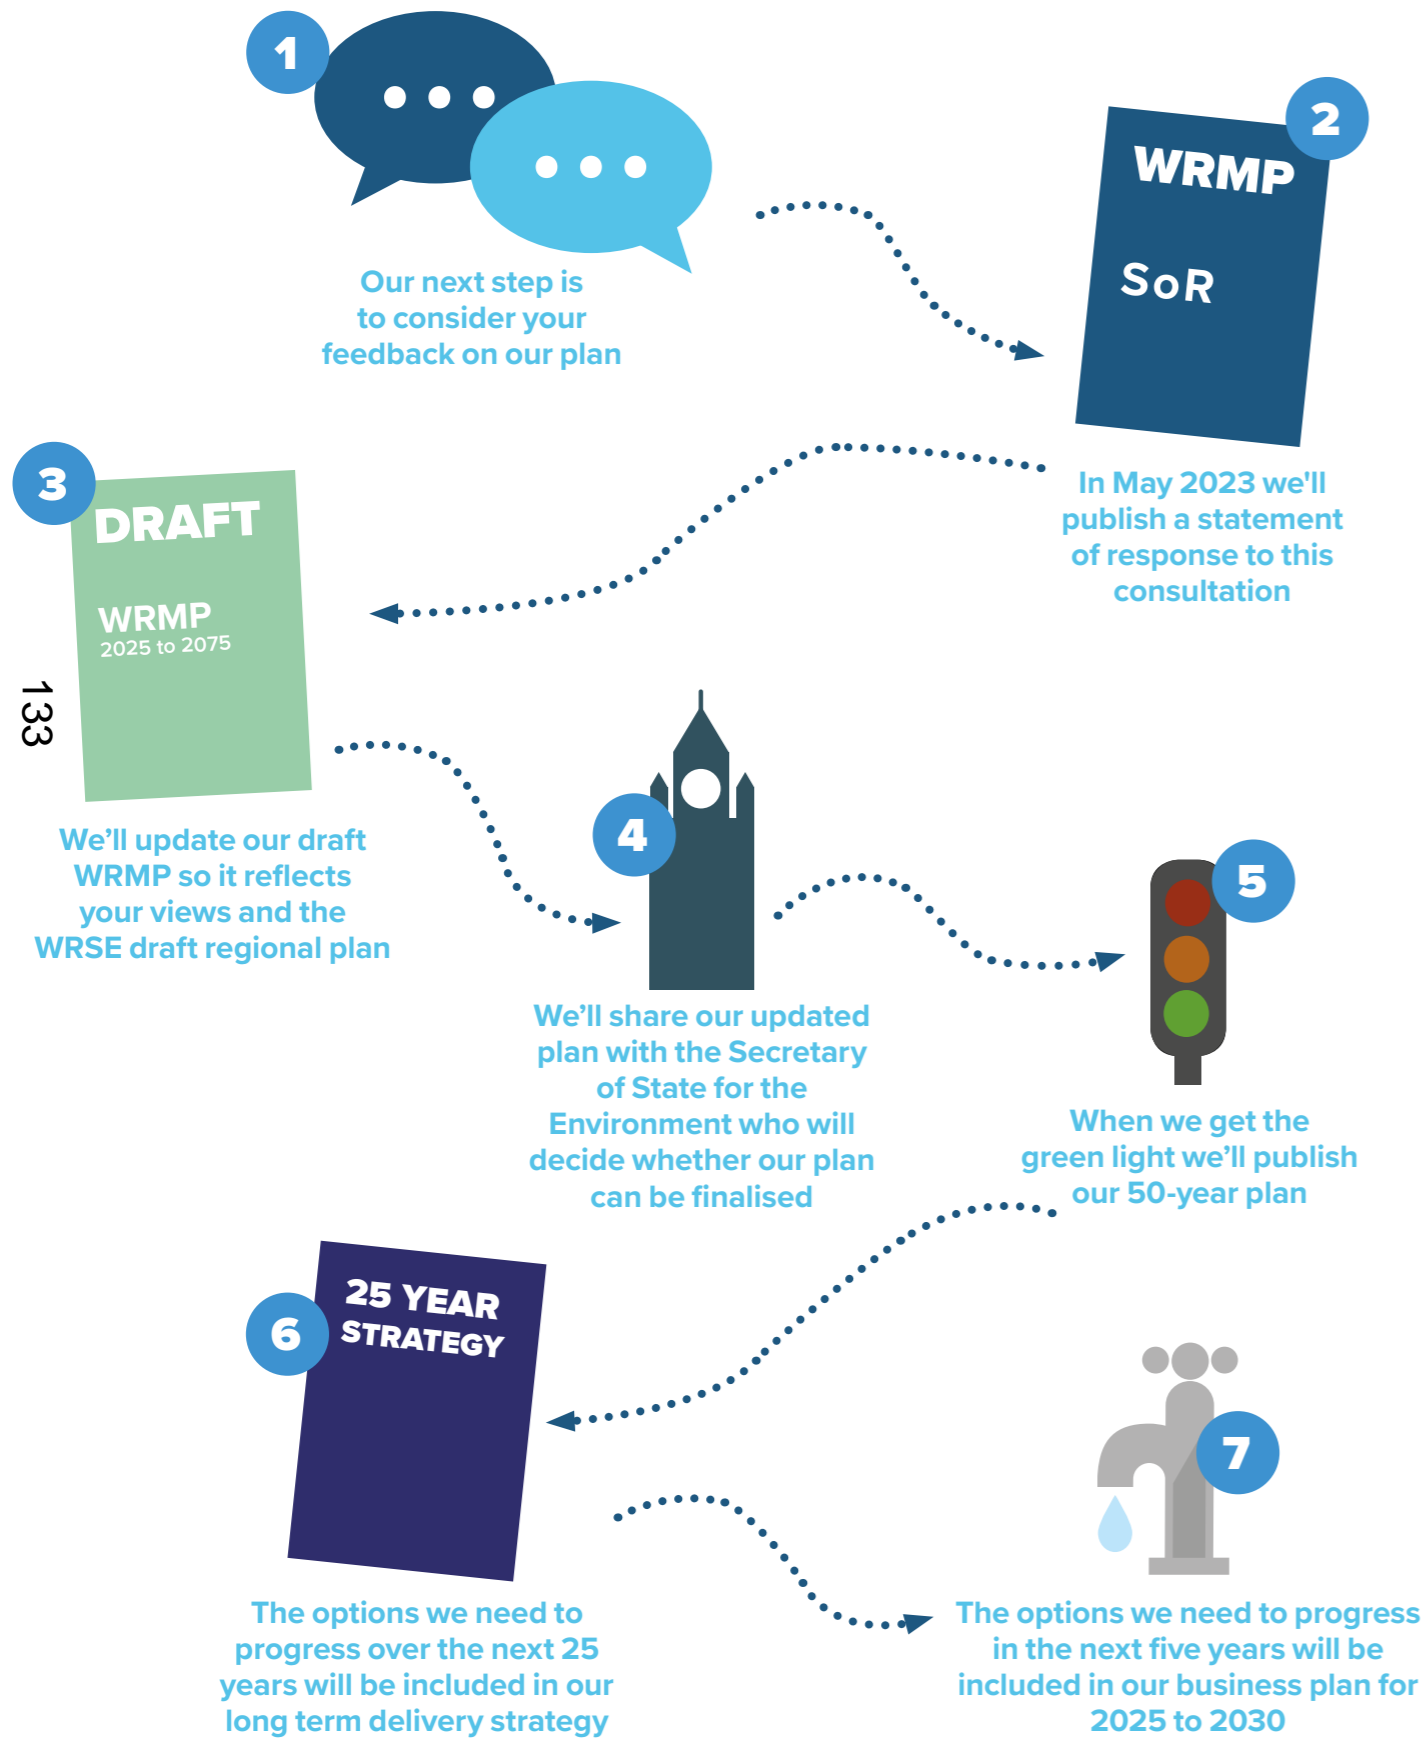 1
Our next step is
to consider your
feedback on our plan
2
WRMP
SoR
In May 2023 we'll
publish a statement
of response to this
consultation
3
DRAFT
WRMP
2025 to 2075
We’ll update our draft
WRMP so it reflects
your views and the
WRSE draft regional plan
133
4
We’ll share our updated
plan with the Secretary
of State for the
Environment who will
decide whether our plan
can be finalised
5
When we get the
green light we’ll publish
our 50-year plan
6
25 YEAR
STRATEGY
The options we need to
progress over the next 25
years will be included in our
long term delivery strategy
7
The options we need to progress
in the next five years will be
included in our business plan for
2025 to 2030